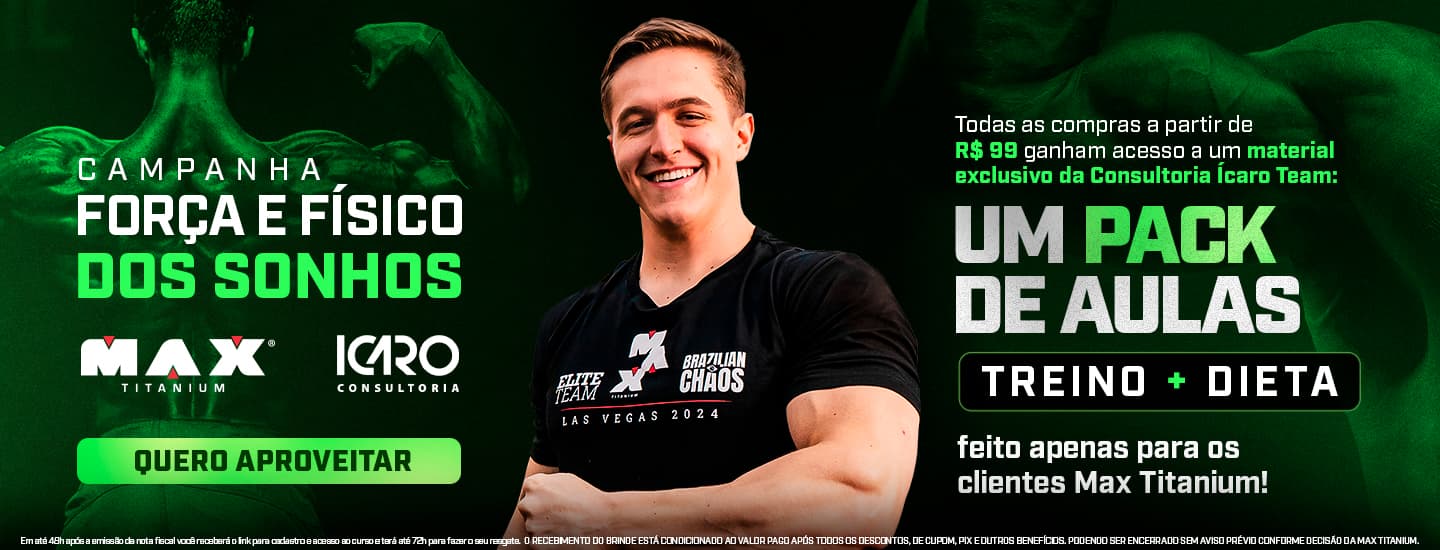 CAMPANHA
FORÇA E FÍSICO
DOS SONHOS
MAX®
TITANIUM
ICARO
CONSULTORIA
QUERO APROVEITAR
MAX
TITANIUM
ELITE
TEAM
BRAZILIAN
CHAOS
LAS VEGAS 2024
Todas as compras a partir de
R$ 99 ganham acesso a um material
exclusivo da Consultoria Ícaro Team:
UM PACK
DE AULAS
TREINO + DIETA
feito apenas para os
clientes Max Titanium!
Em até 48h após a emissão da nota fiscal você receberá o link para cadastro e acesso ao curso e terá até 72h para fazer o seu resgate. O RECEBIMENTO DO BRINDE ESTÁ CONDICIONADO AO VALOR PAGO APÓS TODOS OS DESCONTOS, DE CUPOM, PIX E OUTROS BENEFÍCIOS. PODENDO SER ENCERRADO SEM AVISO PRÉVIO CONFORME DECISÃO DA MAX TITANIUM.